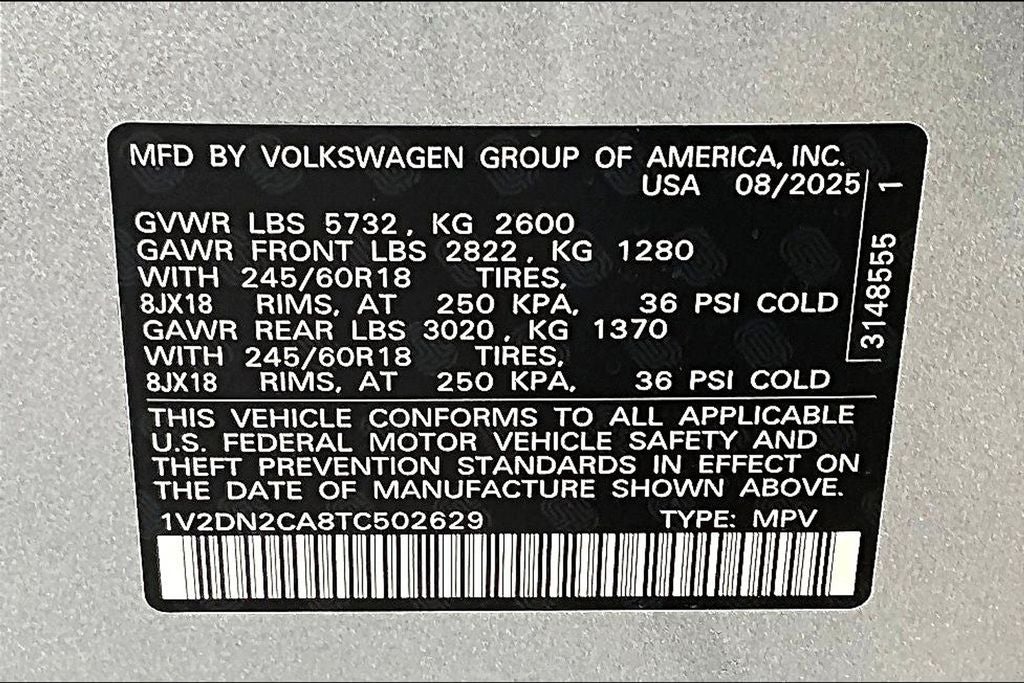 MFD BY VOLKSWAGEN GROUP OF AMERICA, INC.
USA 08/2025
GVWR LBS 5732, KG 2600
GAWR FRONT LBS 2822, KG 1280
WITH 245/60R18 TIRES,
8JX18 RIMS, AT 250 KPA, 36 PSI COLD
GAWR REAR LBS 3020, KG 1370
WITH 245/60R18 TIRES,
8JX18 RIMS, AT 250 KPA, 36 PSI COLD
3148555 1
THIS VEHICLE CONFORMS TO ALL APPLICABLE
U.S. FEDERAL MOTOR VEHICLE SAFETY AND
THEFT PREVENTION STANDARDS IN EFFECT ON
THE DATE OF MANUFACTURE SHOWN ABOVE.
1V2DN2CA8TC502629 TYPE: MPV